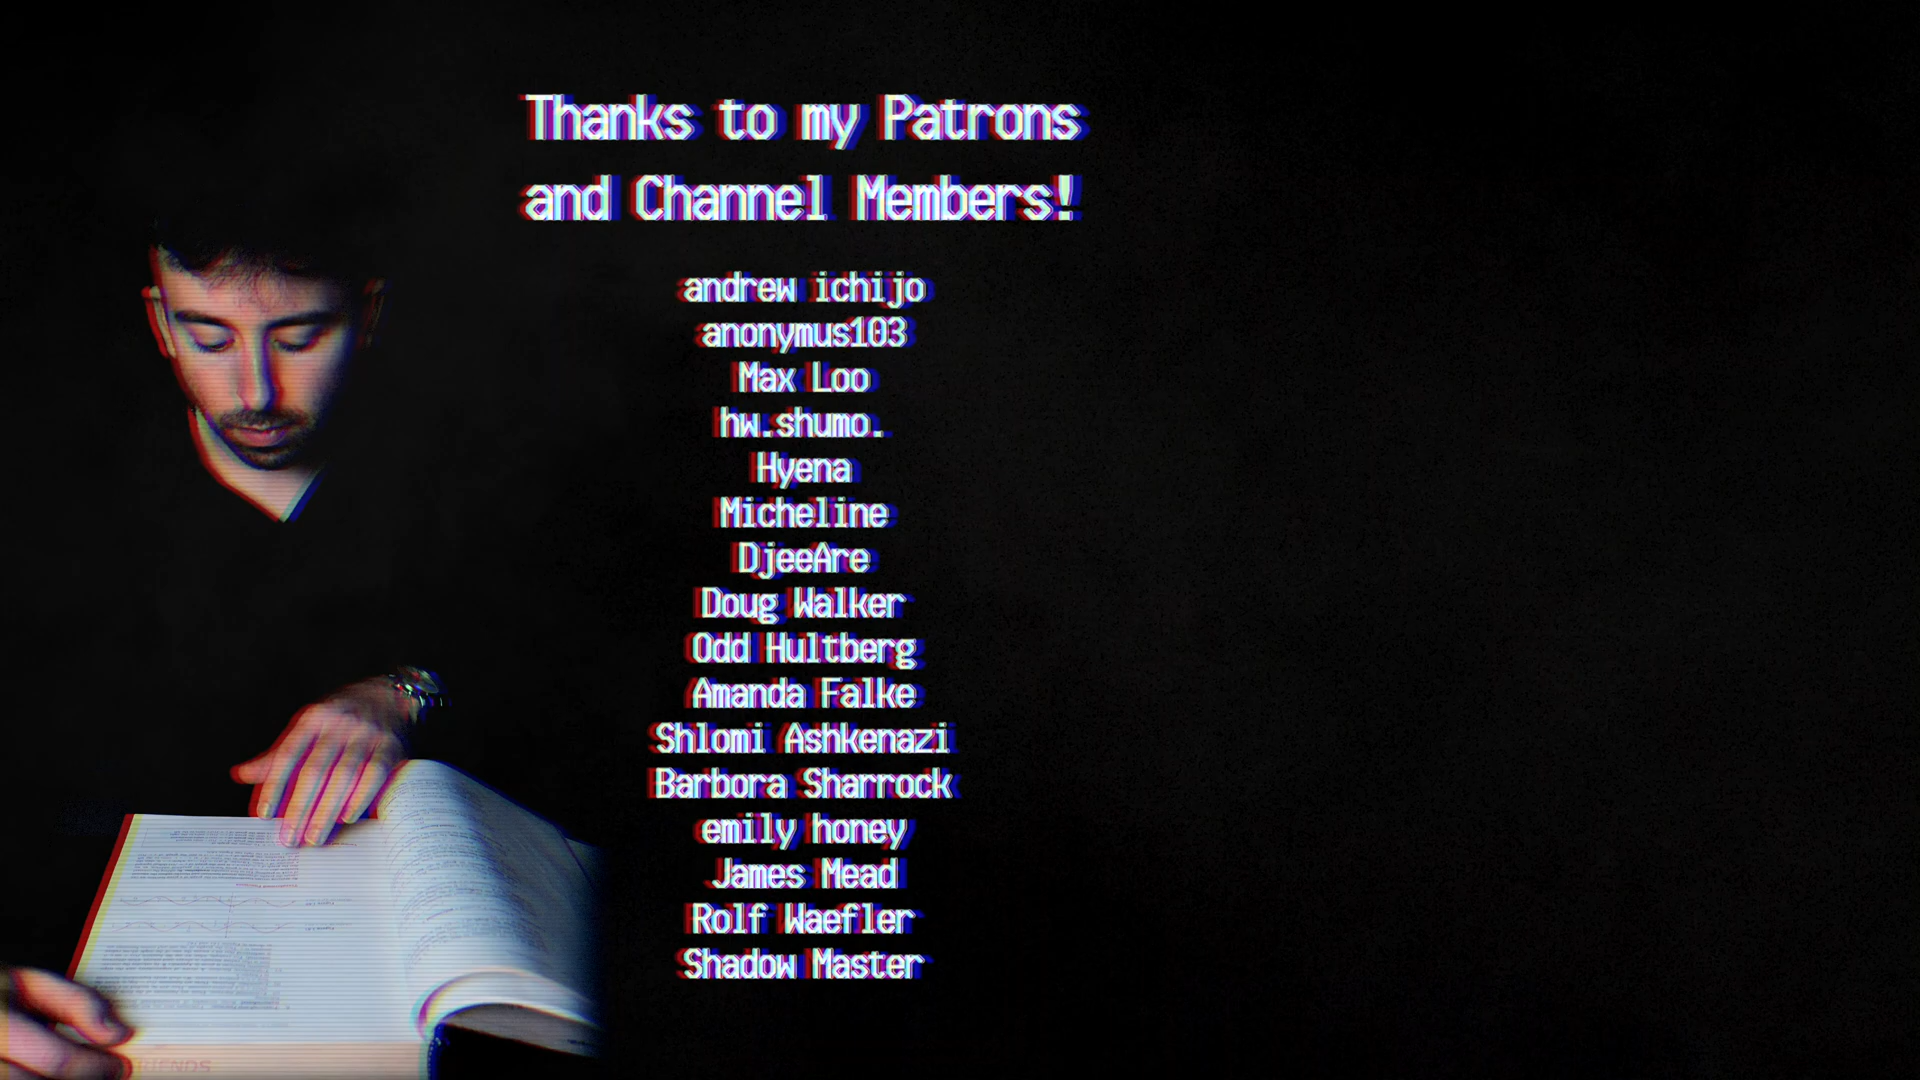 Thanks to my Patrons
and Channel Members!
andrew ichijo
anonymus103
Max Loo
hw.shumo.
Hyena
Micheline
DjeeAre
Doug Walker
Odd Hultberg
Amanda Falke
Shlomi Ashkenazi
Barbora Sharrock
emily honey
James Mead
Rolf Waefler
Shadow Master